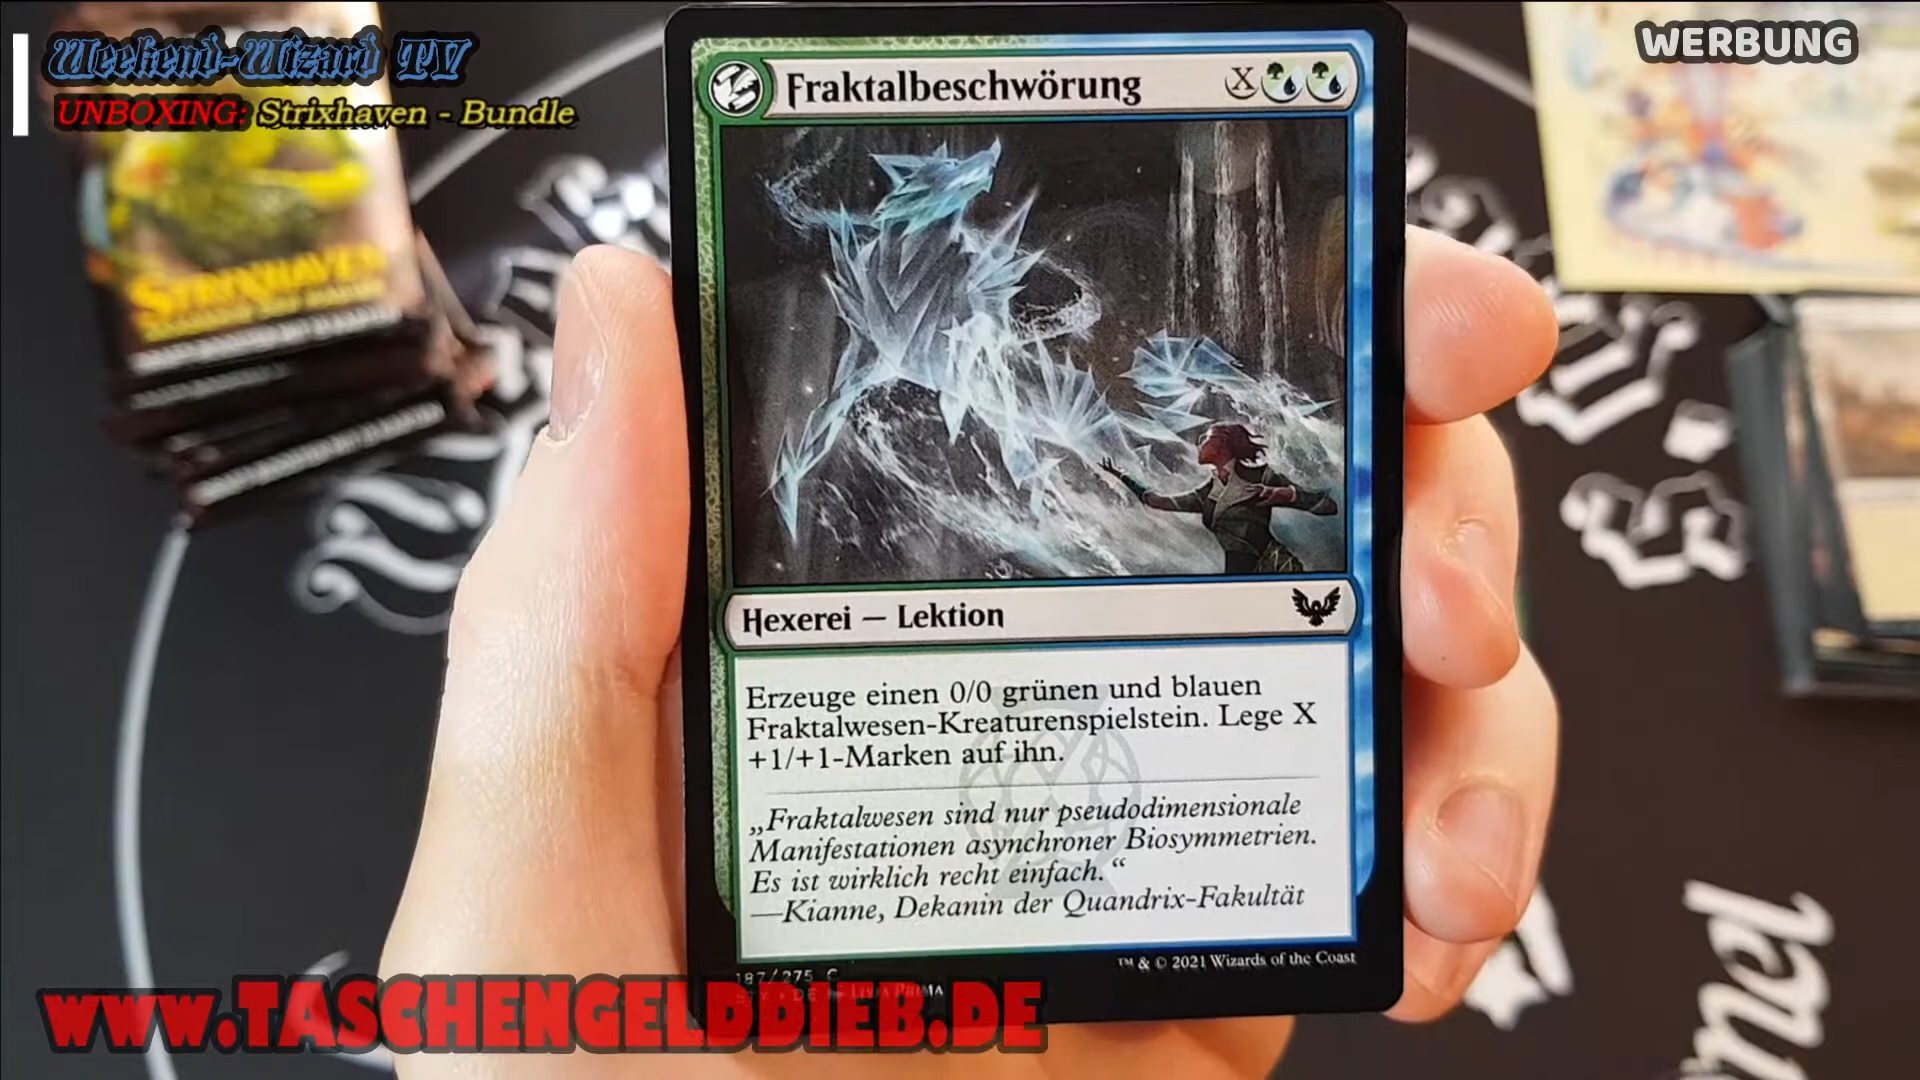 Weekend-Wizard TV
UNBOXING: Strixhaven - Bundle
WERBUNG
STRIXHAVEN
Fraktalbeschwörung X
Hexerei — Lektion
Erzeuge einen 0/0 grünen und blauen
Fraktalwesen-Kreaturenspielstein. Lege X
+1/+1-Marken auf ihn.
„Fraktalwesen sind nur pseudodimensionale
Manifestationen asynchroner Biosymmetrien.
Es ist wirklich recht einfach.“
—Kianne, Dekanin der Quandrix-Fakultät
187/275 C
™ & © 2021 Wizards of the Coast
www.TASCHENGELDDIEB.DE